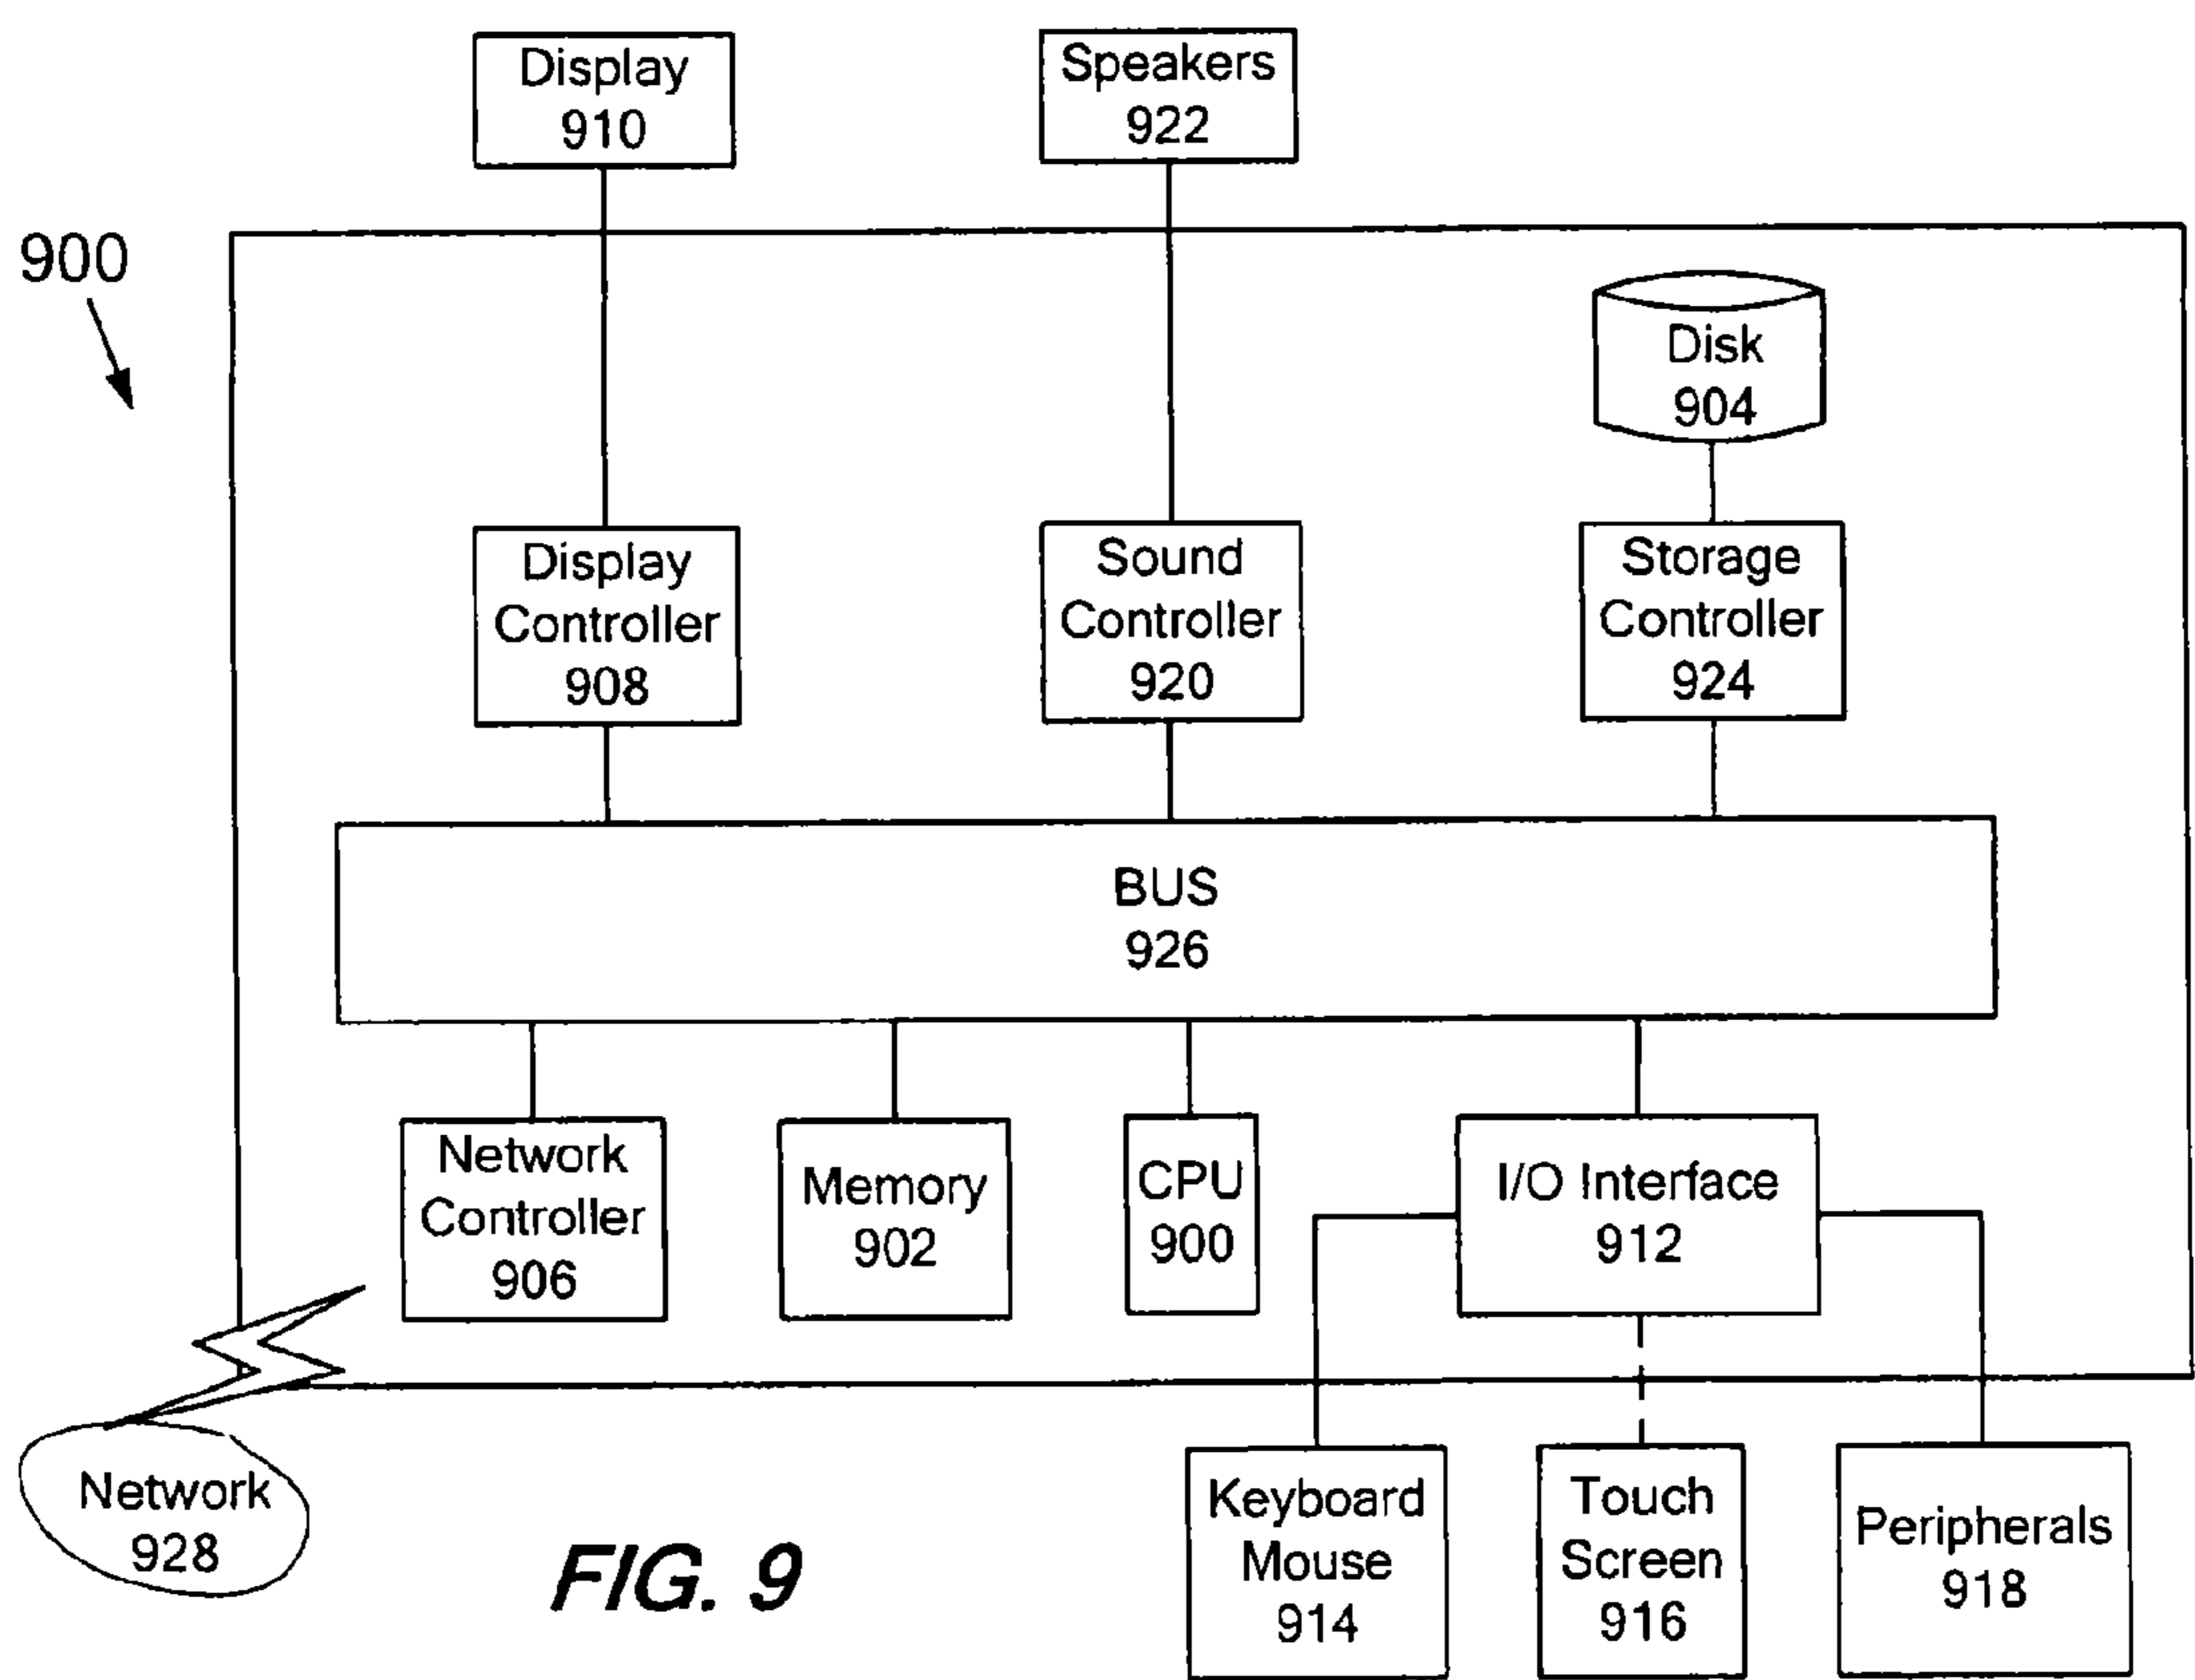 Display
910
Speakers
922
900
Disk
904
Display
Controller
908
Sound
Controller
920
Storage
Controller
924
BUS
926
Network
Controller
906
Memory
902
CPU
900
I/O Interface
912
Network
928
FIG. 9
Keyboard
Mouse
914
Touch
Screen
916
Peripherals
918